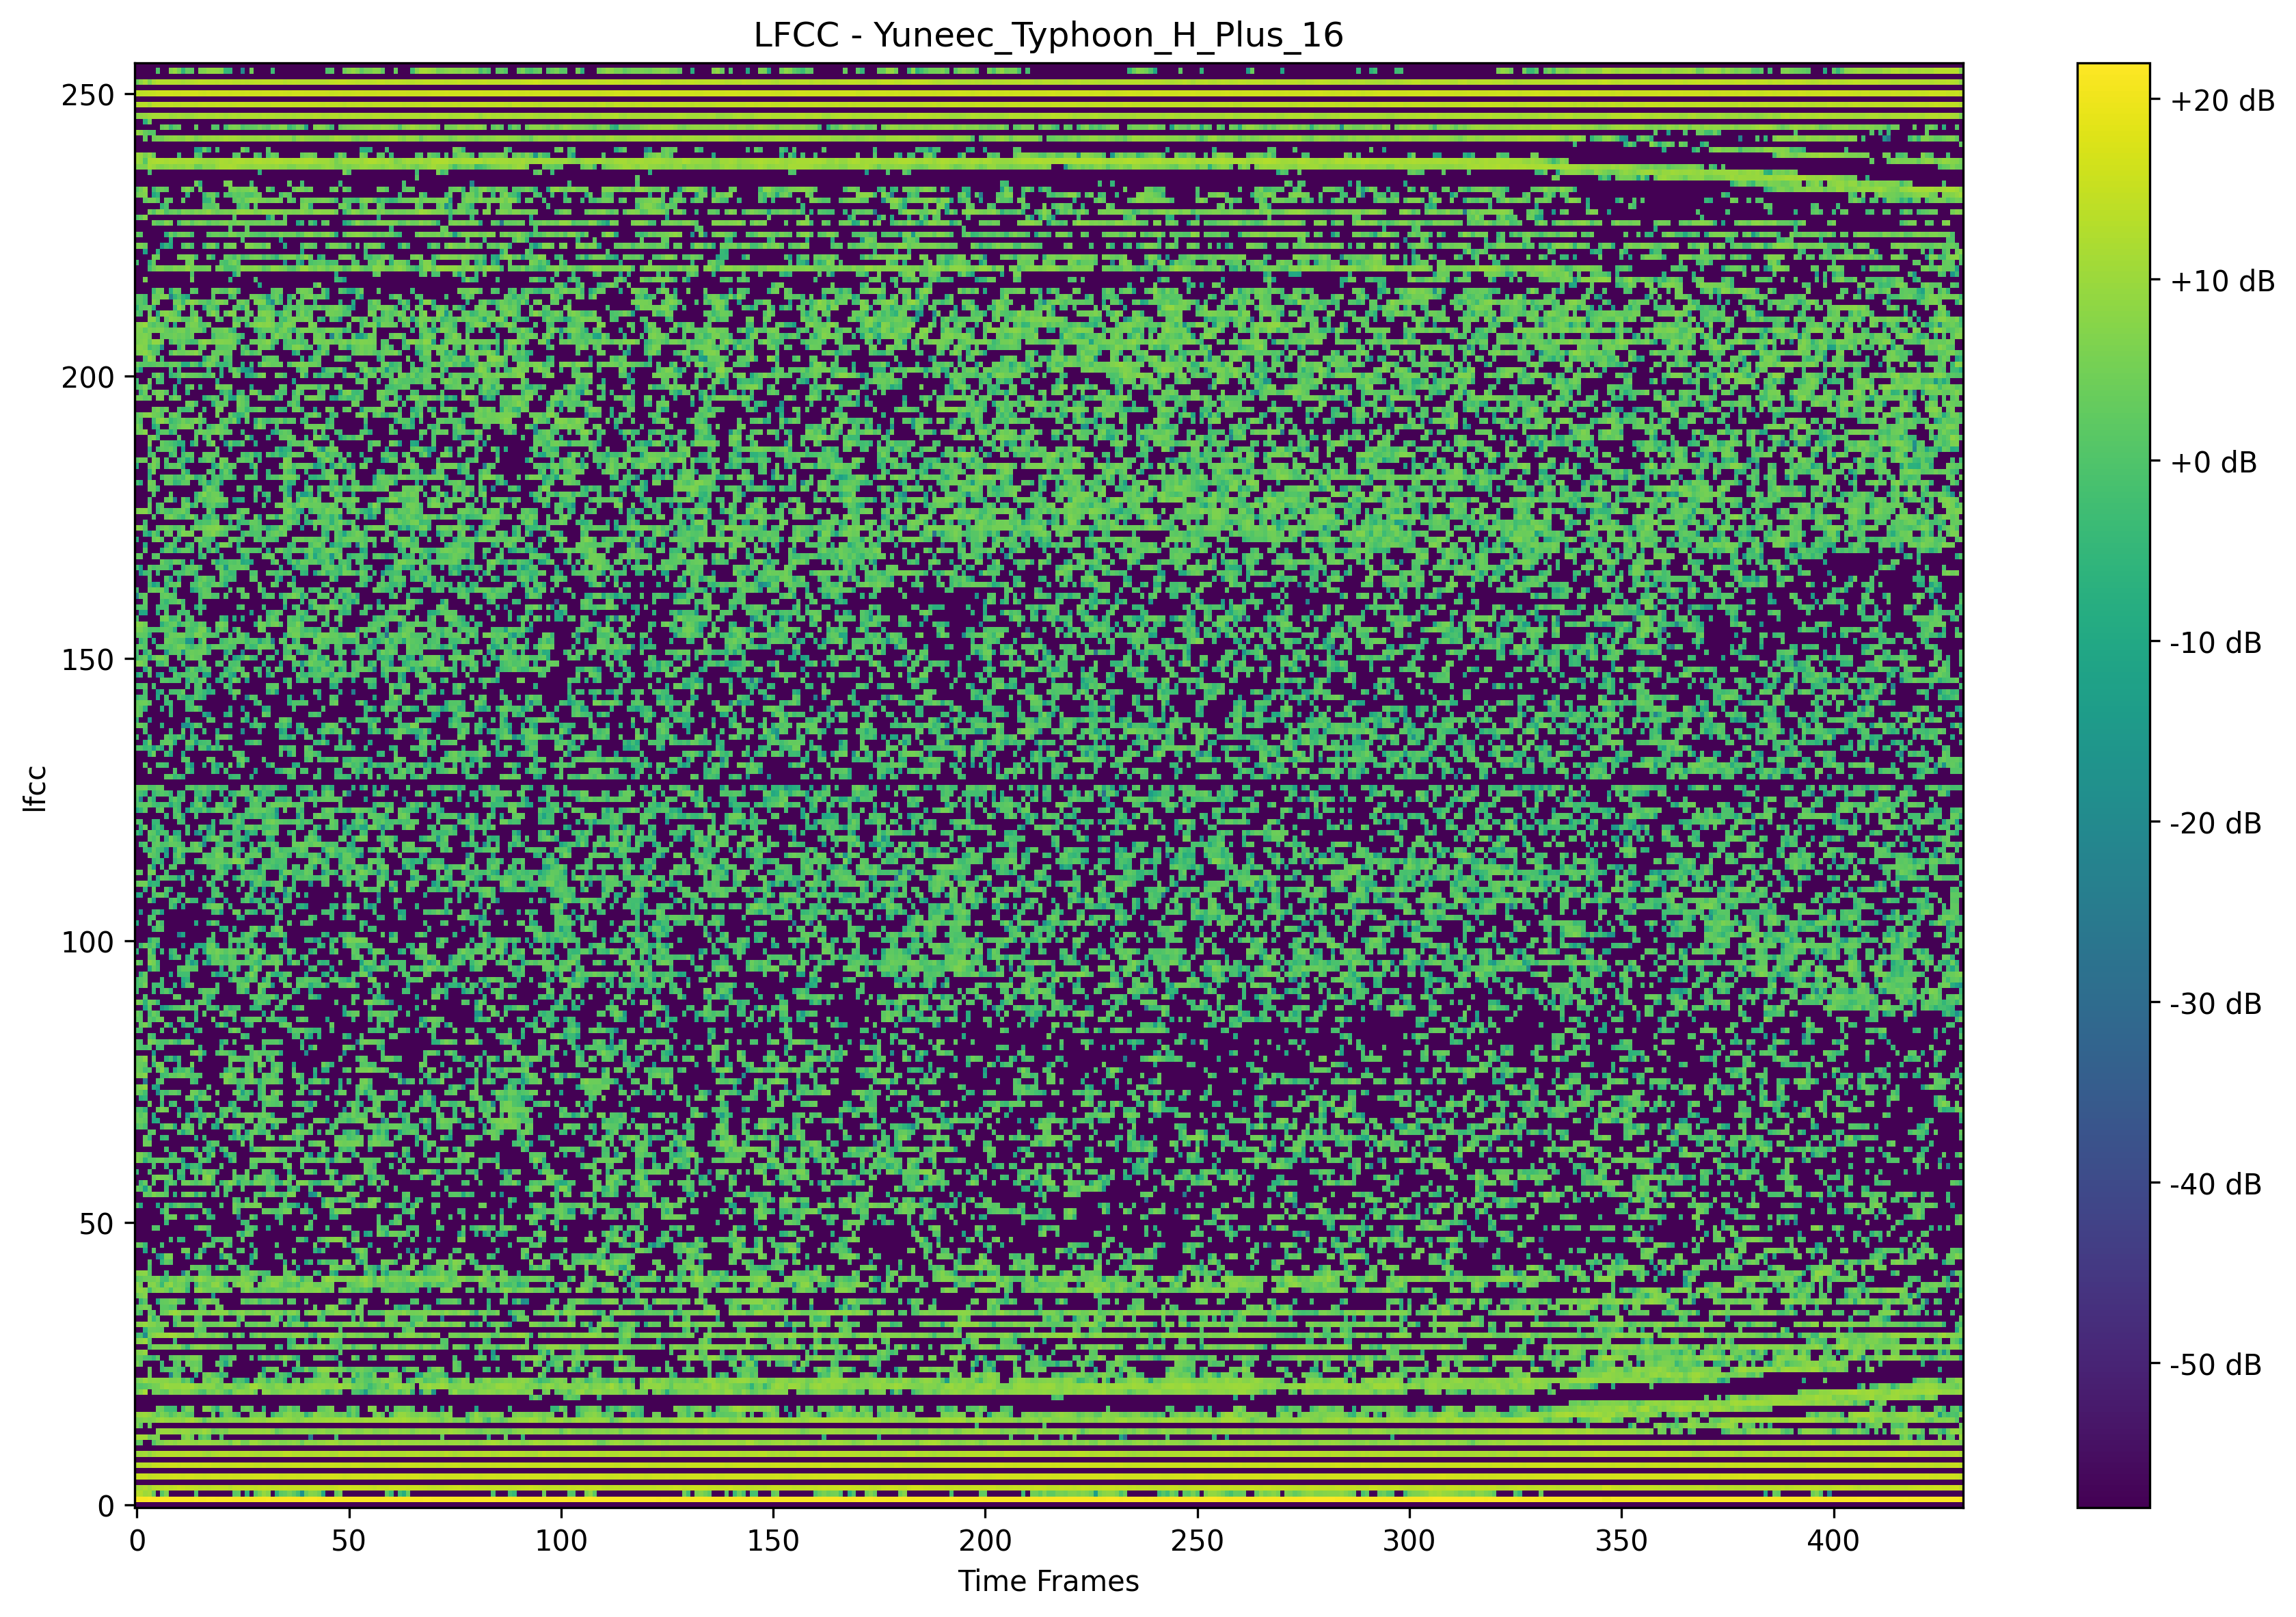 LFCC - Yuneec_Typhoon_H_Plus_16
250
200
150
100
50
0
lfcc
0 50 100 150 200 250 300 350 400
Time Frames
+20 dB
+10 dB
+0 dB
-10 dB
-20 dB
-30 dB
-40 dB
-50 dB